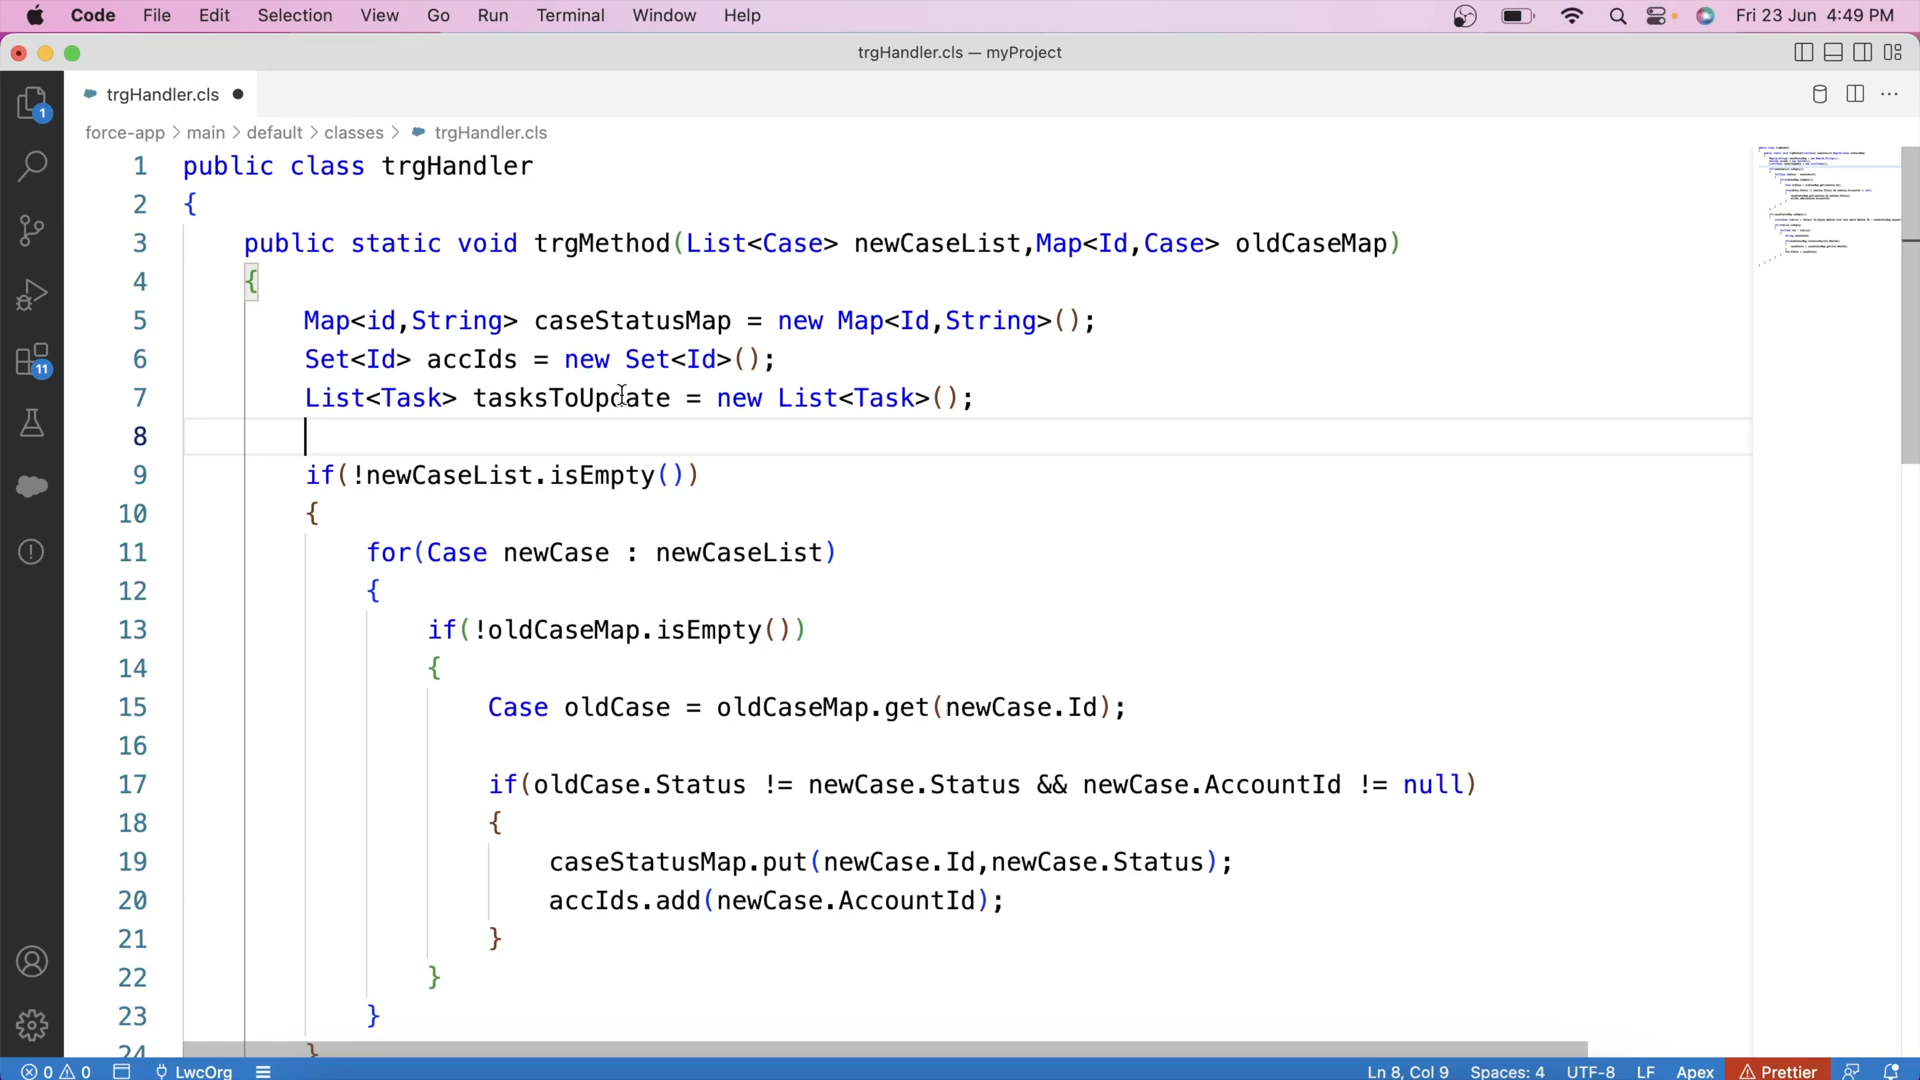 Code File Edit Selection View Go Run Terminal Window Help Fri 23 Jun 4:49 PM
trgHandler.cls — myProject
trgHandler.cls
force-app > main > default > classes > trgHandler.cls
1 public class trgHandler
2 {
3 public static void trgMethod(List<Case> newCaseList,Map<Id,Case> oldCaseMap)
4 {
5 Map<id,String> caseStatusMap = new Map<Id,String>();
6 Set<Id> accIds = new Set<Id>();
7 List<Task> tasksToUpdate = new List<Task>();
8
9 if(!newCaseList.isEmpty())
10 {
11 for(Case newCase : newCaseList)
12 {
13 if(!oldCaseMap.isEmpty())
14 {
15 Case oldCase = oldCaseMap.get(newCase.Id);
16
17 if(oldCase.Status != newCase.Status && newCase.AccountId != null)
18 {
19 caseStatusMap.put(newCase.Id,newCase.Status);
20 accIds.add(newCase.AccountId);
21 }
22 }
23 }
24 }
1
11
0 0 LwcOrg Ln 8, Col 9 Spaces: 4 UTF-8 LF Apex Prettier